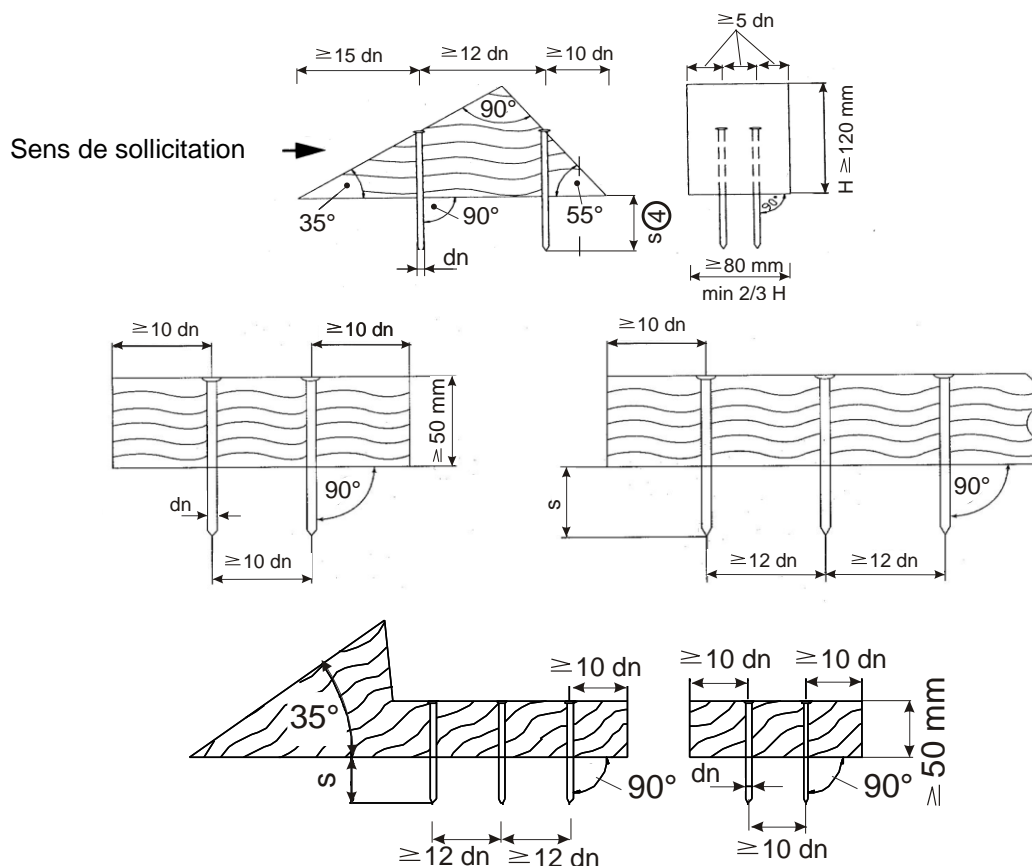 ≥5 dn
≥15 dn ≥12 dn ≥10 dn
90°
Sens de sollicitation
H ≥120 mm
35° 90° 55°
s④
90°
dn
≥80 mm
min 2/3 H
≥10 dn ≥10 dn
≥50 mm
90°
dn
≥10 dn
≥10 dn
s
90°
≥12 dn ≥12 dn
35°
≥10 dn
s
90°
≥12 dn ≥12 dn
≥10 dn ≥10 dn
≥50 mm
dn
90°
≥10 dn